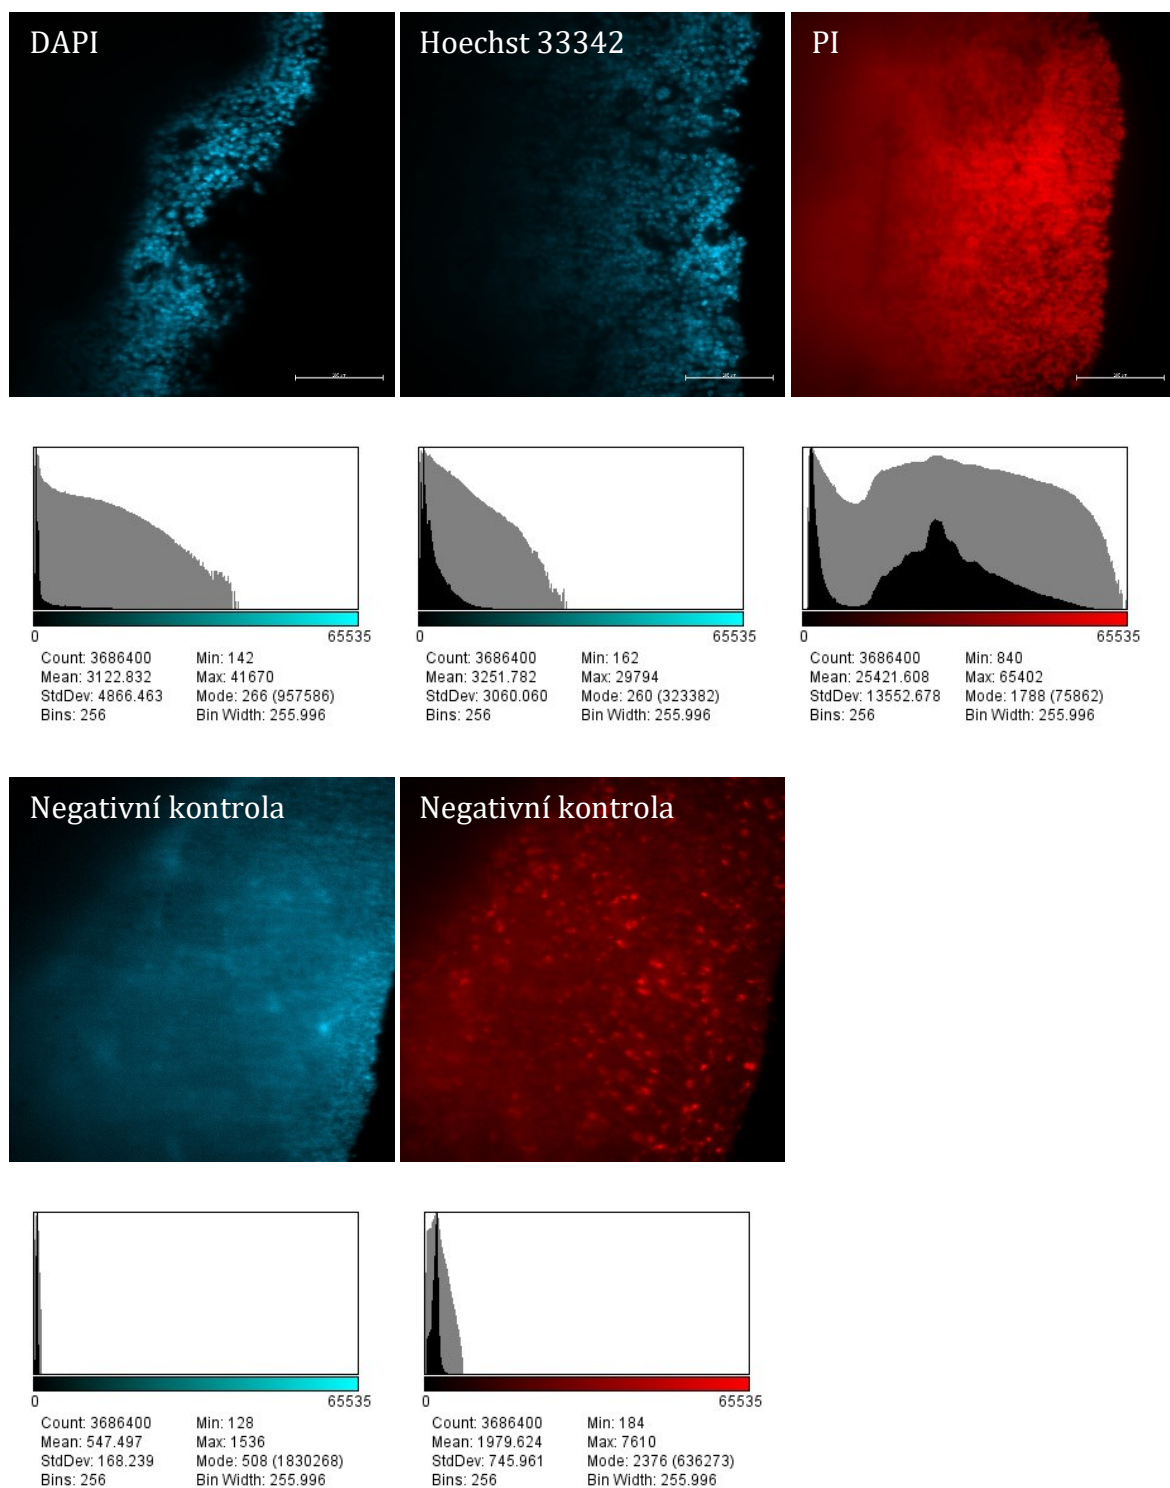 DAPI
Hoechst 33342
PI
0 65535
Count: 3686400 Min: 142
Mean: 3122.832 Max: 41670
StdDev: 4866.463 Mode: 266 (957586)
Bins: 256 Bin Width: 255.996
0 65535
Count: 3686400 Min: 162
Mean: 3251.782 Max: 29794
StdDev: 3060.060 Mode: 260 (323382)
Bins: 256 Bin Width: 255.996
0 65535
Count: 3686400 Min: 840
Mean: 25421.608 Max: 65402
StdDev: 13552.678 Mode: 1788 (75862)
Bins: 256 Bin Width: 255.996
Negativní kontrola
Negativní kontrola
0 65535
Count: 3686400 Min: 128
Mean: 547.497 Max: 1536
StdDev: 168.239 Mode: 508 (1830268)
Bins: 256 Bin Width: 255.996
0 65535
Count: 3686400 Min: 184
Mean: 1979.624 Max: 7610
StdDev: 745.961 Mode: 2376 (636273)
Bins: 256 Bin Width: 255.996